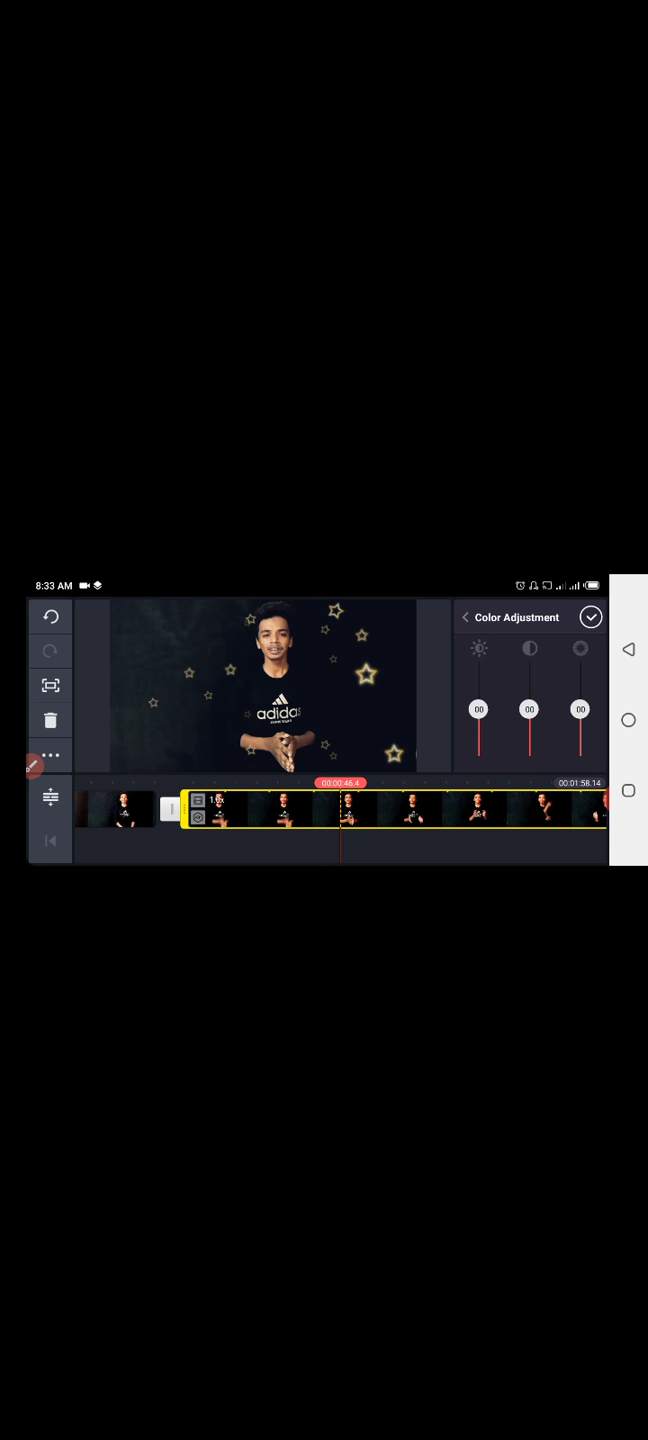 8:33 AM
Color Adjustment
00 00 00
adidas
00:00:46.4
00:01:58.14
1.0x